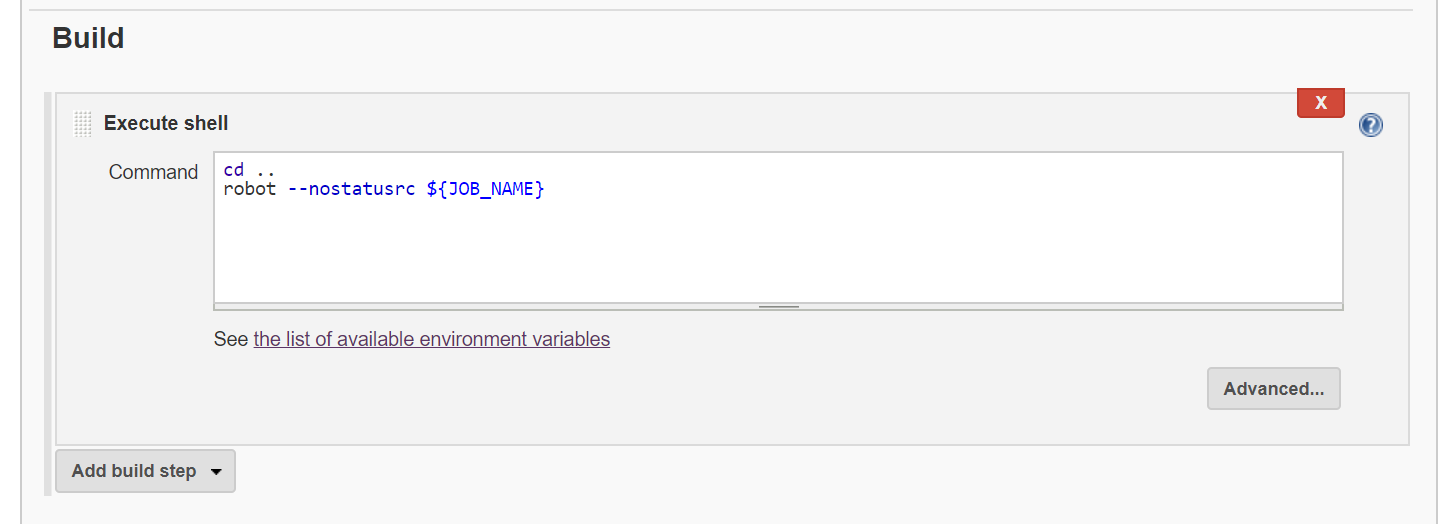 Build
Execute shell
X
?
Command
cd ..
robot --nostatusrc ${JOB_NAME}
See the list of available environment variables
Advanced...
Add build step